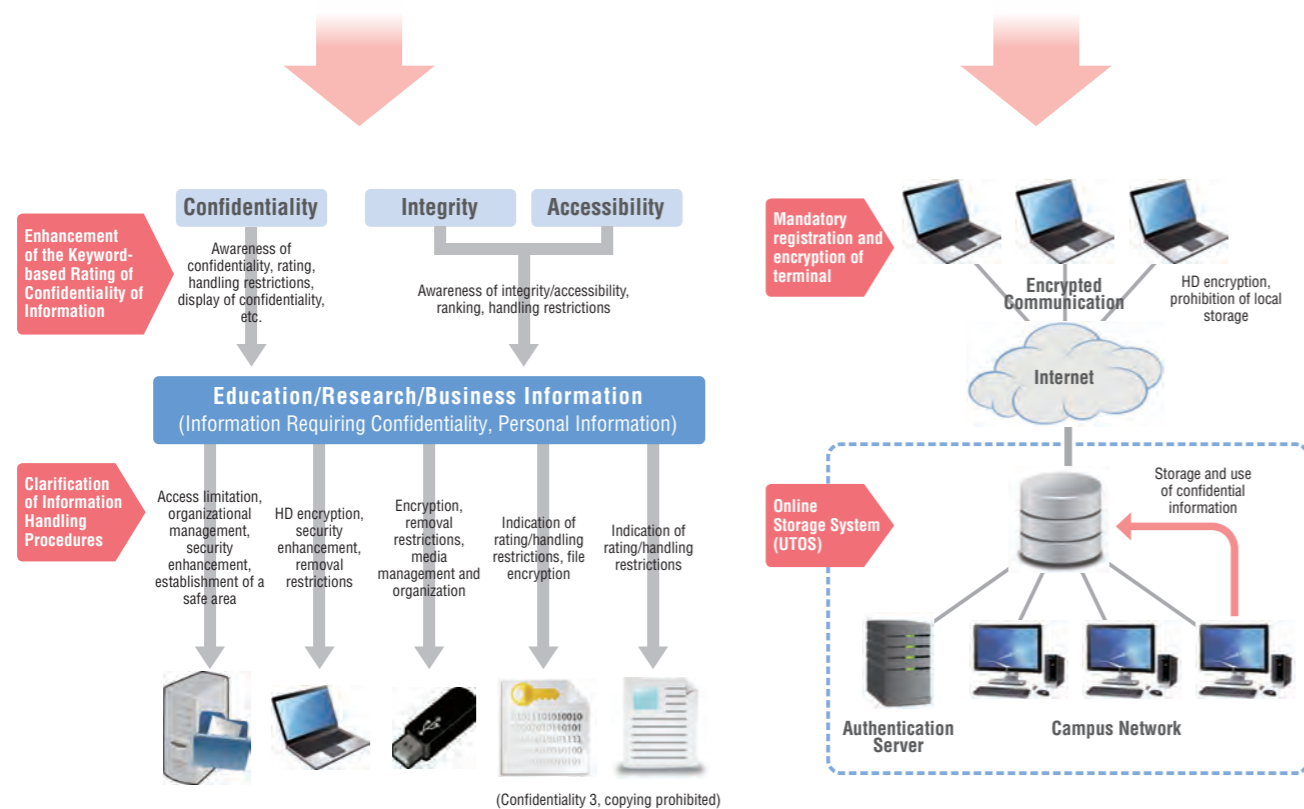 Confidentiality
Integrity
Accessibility
Enhancement
of the Keyword-
based Rating of
Confidentiality of
Information
Awareness of
confidentiality, rating,
handling restrictions,
display of confidentiality,
etc.
Awareness of integrity/accessibility,
ranking, handling restrictions
Education/Research/Business Information
(Information Requiring Confidentiality, Personal Information)
Clarification
of Information
Handling
Procedures
Access limitation,
organizational
management,
security
enhancement,
establishment of a
safe area
HD encryption,
security
enhancement,
removal
restrictions
Encryption,
removal
restrictions,
media
management and
organization
Indication of
rating/handling
restrictions, file
encryption
Indication of
rating/handling
restrictions
(Confidentiality 3, copying prohibited)
Mandatory
registration and
encryption of
terminal
Encrypted
Communication
HD encryption,
prohibition of local
storage
Internet
Online
Storage System
(UTOS)
Storage and use
of confidential
information
Authentication
Server
Campus Network